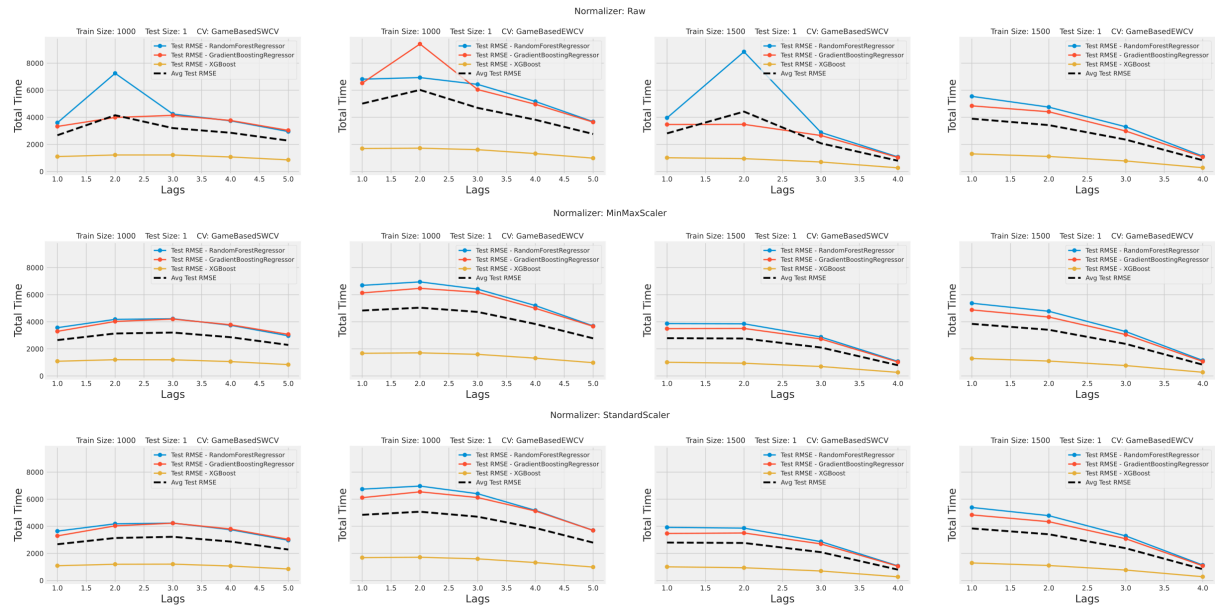 Normalizer: Raw
Train Size: 1000 Test Size: 1 CV: GameBasedSWCV
Test RMSE - RandomForestRegressor
Test RMSE - GradientBoostingRegressor
Test RMSE - XGBoost
Avg Test RMSE
Total Time
8000
6000
4000
2000
0
1.0 1.5 2.0 2.5 3.0 3.5 4.0 4.5 5.0
Lags
Train Size: 1000 Test Size: 1 CV: GameBasedEWCV
Test RMSE - RandomForestRegressor
Test RMSE - GradientBoostingRegressor
Test RMSE - XGBoost
Avg Test RMSE
Total Time
1.0 1.5 2.0 2.5 3.0 3.5 4.0 4.5 5.0
Lags
Train Size: 1500 Test Size: 1 CV: GameBasedSWCV
Test RMSE - RandomForestRegressor
Test RMSE - GradientBoostingRegressor
Test RMSE - XGBoost
Avg Test RMSE
Total Time
1.0 1.5 2.0 2.5 3.0 3.5 4.0
Lags
Train Size: 1500 Test Size: 1 CV: GameBasedEWCV
Test RMSE - RandomForestRegressor
Test RMSE - GradientBoostingRegressor
Test RMSE - XGBoost
Avg Test RMSE
Total Time
1.0 1.5 2.0 2.5 3.0 3.5 4.0
Lags
Normalizer: MinMaxScaler
Train Size: 1000 Test Size: 1 CV: GameBasedSWCV
Test RMSE - RandomForestRegressor
Test RMSE - GradientBoostingRegressor
Test RMSE - XGBoost
Avg Test RMSE
Total Time
8000
6000
4000
2000
0
1.0 1.5 2.0 2.5 3.0 3.5 4.0 4.5 5.0
Lags
Train Size: 1000 Test Size: 1 CV: GameBasedEWCV
Test RMSE - RandomForestRegressor
Test RMSE - GradientBoostingRegressor
Test RMSE - XGBoost
Avg Test RMSE
Total Time
1.0 1.5 2.0 2.5 3.0 3.5 4.0 4.5 5.0
Lags
Train Size: 1500 Test Size: 1 CV: GameBasedSWCV
Test RMSE - RandomForestRegressor
Test RMSE - GradientBoostingRegressor
Test RMSE - XGBoost
Avg Test RMSE
Total Time
1.0 1.5 2.0 2.5 3.0 3.5 4.0
Lags
Train Size: 1500 Test Size: 1 CV: GameBasedEWCV
Test RMSE - RandomForestRegressor
Test RMSE - GradientBoostingRegressor
Test RMSE - XGBoost
Avg Test RMSE
Total Time
1.0 1.5 2.0 2.5 3.0 3.5 4.0
Lags
Normalizer: StandardScaler
Train Size: 1000 Test Size: 1 CV: GameBasedSWCV
Test RMSE - RandomForestRegressor
Test RMSE - GradientBoostingRegressor
Test RMSE - XGBoost
Avg Test RMSE
Total Time
8000
6000
4000
2000
0
1.0 1.5 2.0 2.5 3.0 3.5 4.0 4.5 5.0
Lags
Train Size: 1000 Test Size: 1 CV: GameBasedEWCV
Test RMSE - RandomForestRegressor
Test RMSE - GradientBoostingRegressor
Test RMSE - XGBoost
Avg Test RMSE
Total Time
1.0 1.5 2.0 2.5 3.0 3.5 4.0 4.5 5.0
Lags
Train Size: 1500 Test Size: 1 CV: GameBasedSWCV
Test RMSE - RandomForestRegressor
Test RMSE - GradientBoostingRegressor
Test RMSE - XGBoost
Avg Test RMSE
Total Time
1.0 1.5 2.0 2.5 3.0 3.5 4.0
Lags
Train Size: 1500 Test Size: 1 CV: GameBasedEWCV
Test RMSE - RandomForestRegressor
Test RMSE - GradientBoostingRegressor
Test RMSE - XGBoost
Avg Test RMSE
Total Time
1.0 1.5 2.0 2.5 3.0 3.5 4.0
Lags